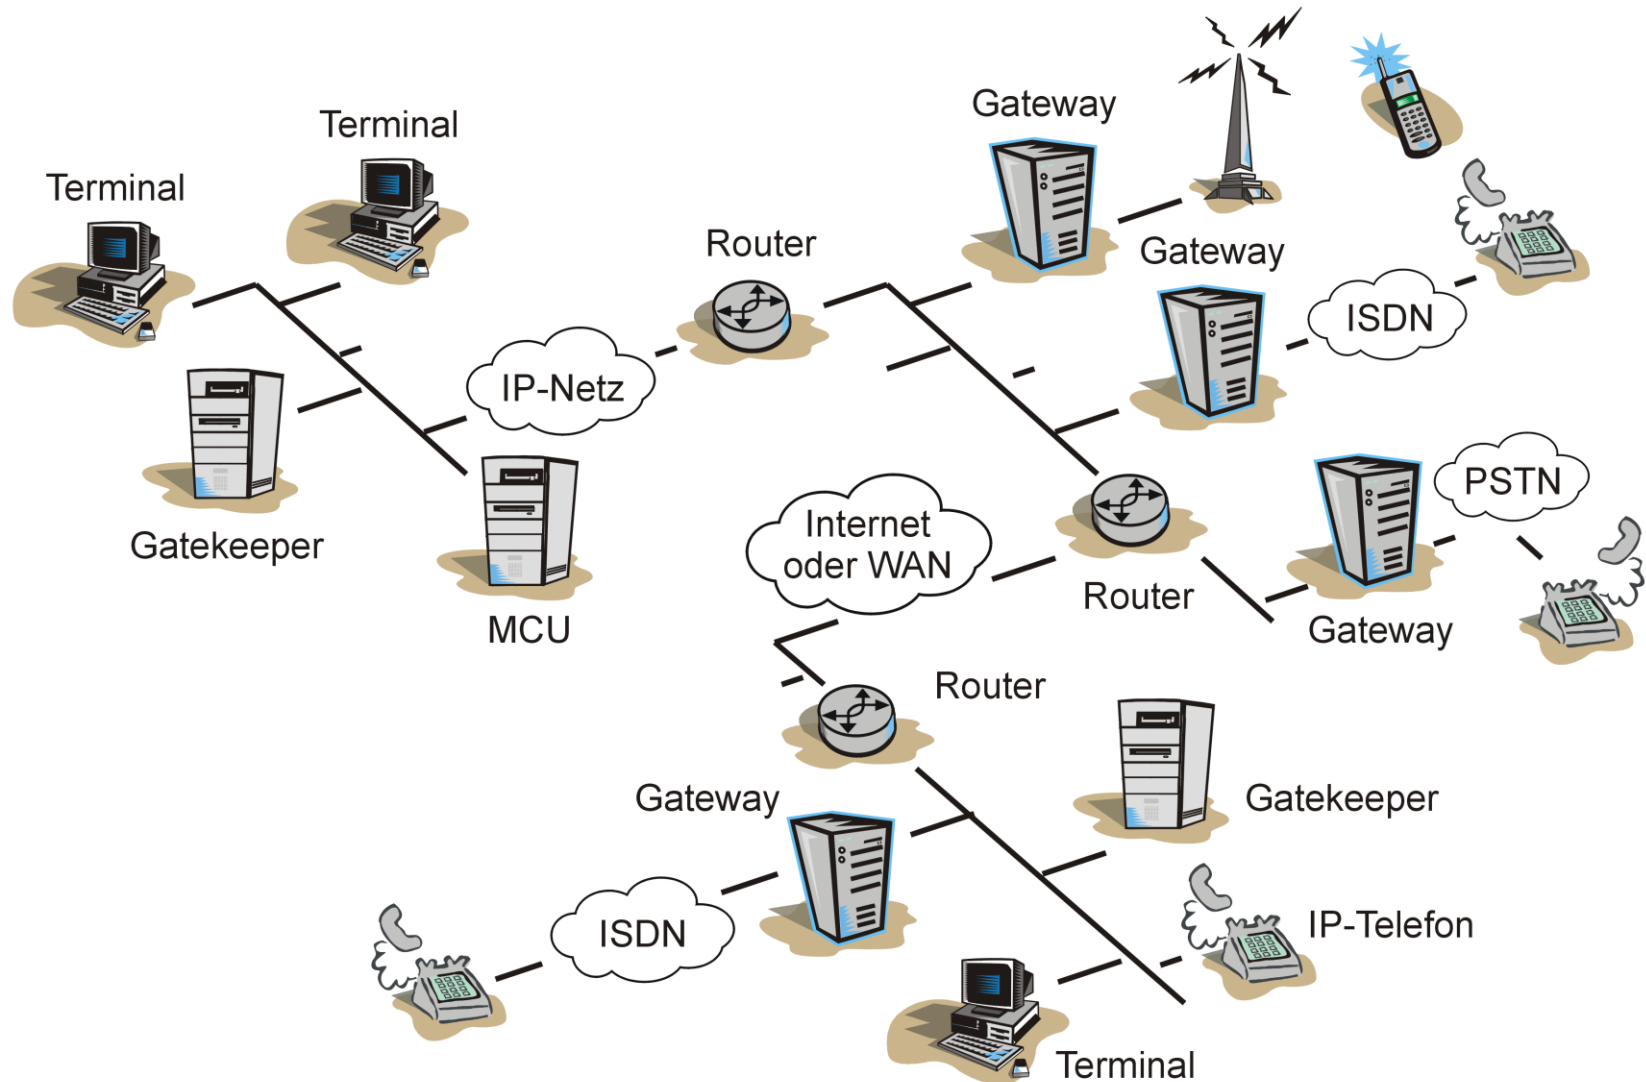 Gateway
Terminal
Terminal
Router
Gateway
ISDN
IP-Netz
PSTN
Gatekeeper
Internet
oder WAN
MCU
Router
Gateway
Router
Gateway
Gatekeeper
ISDN
IP-Telefon
Terminal